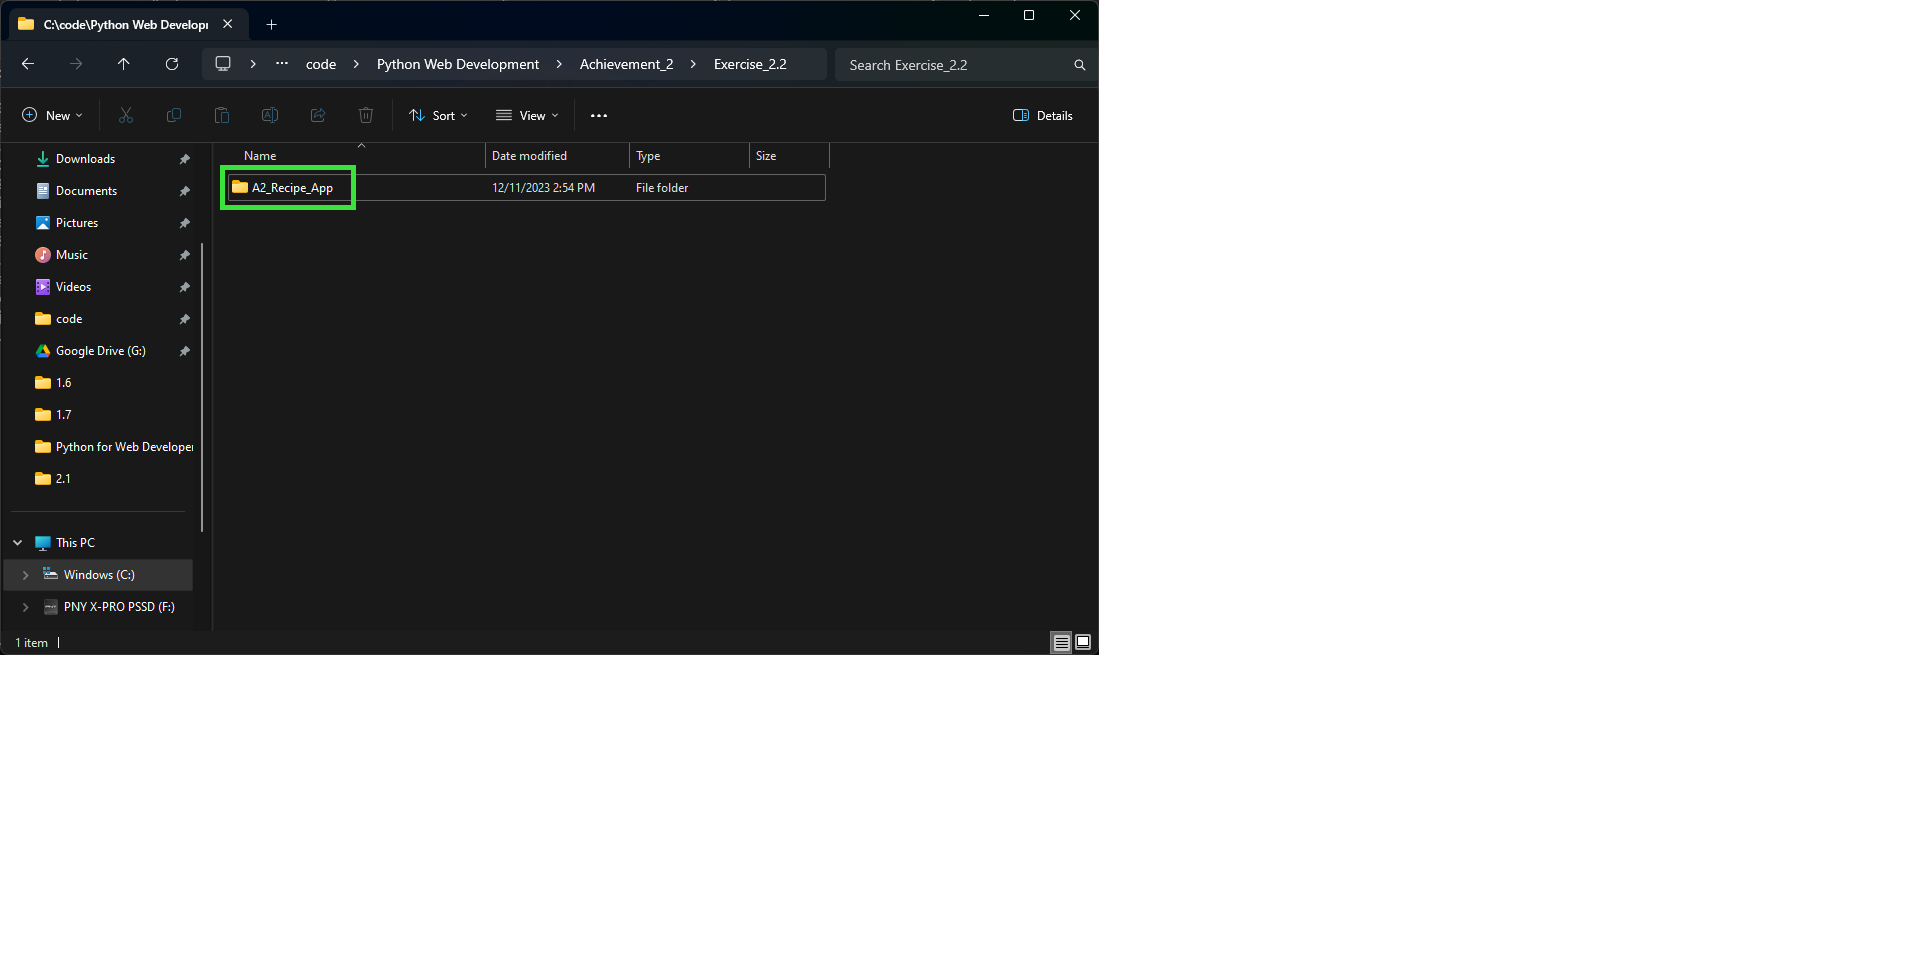 C:\code\Python Web Developı
code
Python Web Development
Achievement_2
Exercise_2.2
Search Exercise_2.2
New
Sort
View
Details
Name
Date modified
Type
Size
A2_Recipe_App
12/11/2023 2:54 PM
File folder
Downloads
Documents
Pictures
Music
Videos
code
Google Drive (G:)
1.6
1.7
Python for Web Developer
2.1
This PC
Windows (C:)
PNY X-PRO PSSD (F:)
1 item